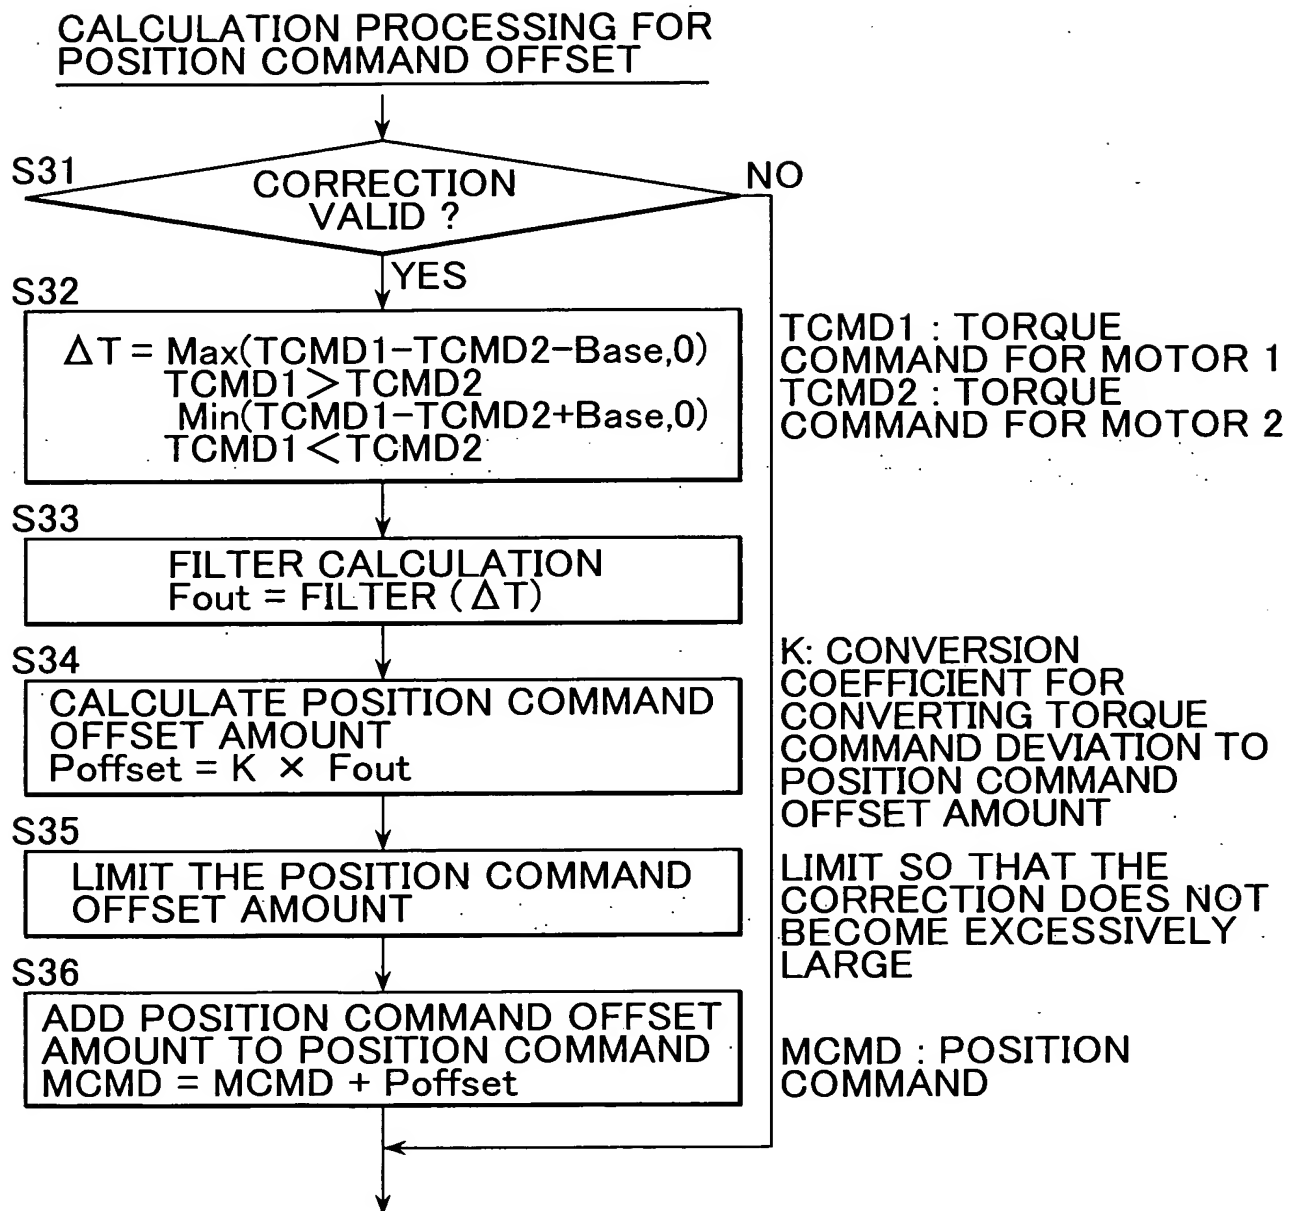 CALCULATION PROCESSING FOR
POSITION COMMAND OFFSET
S31
CORRECTION
VALID ?
NO
YES
S32
ΔT = Max(TCMD1-TCMD2-Base,0)
TCMD1>TCMD2
Min(TCMD1-TCMD2+Base,0)
TCMD1<TCMD2
TCMD1 : TORQUE
COMMAND FOR MOTOR 1
TCMD2 : TORQUE
COMMAND FOR MOTOR 2
S33
FILTER CALCULATION
Fout = FILTER (ΔT)
S34
CALCULATE POSITION COMMAND
OFFSET AMOUNT
Poffset = K × Fout
K: CONVERSION
COEFFICIENT FOR
CONVERTING TORQUE
COMMAND DEVIATION TO
POSITION COMMAND
OFFSET AMOUNT
S35
LIMIT THE POSITION COMMAND
OFFSET AMOUNT
LIMIT SO THAT THE
CORRECTION DOES NOT
BECOME EXCESSIVELY
LARGE
S36
ADD POSITION COMMAND OFFSET
AMOUNT TO POSITION COMMAND
MCMD = MCMD + Poffset
MCMD : POSITION
COMMAND